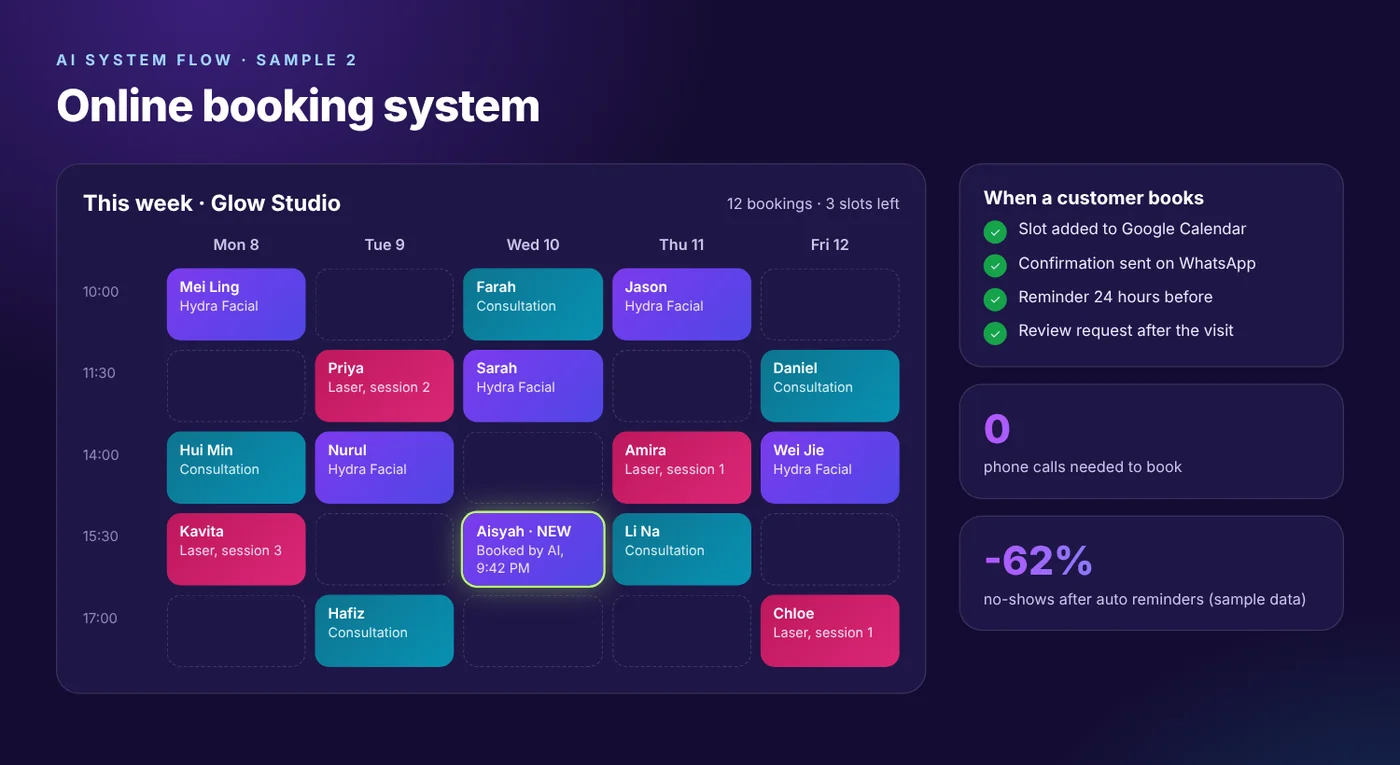 AI SYSTEM FLOW · SAMPLE 2
Online booking system
This week · Glow Studio
12 bookings · 3 slots left
Mon 8
Tue 9
Wed 10
Thu 11
Fri 12
10:00
Mei Ling
Hydra Facial
Farah
Consultation
Jason
Hydra Facial
11:30
Priya
Laser, session 2
Sarah
Hydra Facial
Daniel
Consultation
14:00
Hui Min
Consultation
Nurul
Hydra Facial
Amira
Laser, session 1
Wei Jie
Hydra Facial
15:30
Kavita
Laser, session 3
Aisyah · NEW
Booked by AI,
9:42 PM
Li Na
Consultation
17:00
Hafiz
Consultation
Chloe
Laser, session 1
When a customer books
Slot added to Google Calendar
Confirmation sent on WhatsApp
Reminder 24 hours before
Review request after the visit
0
phone calls needed to book
-62%
no-shows after auto reminders (sample data)